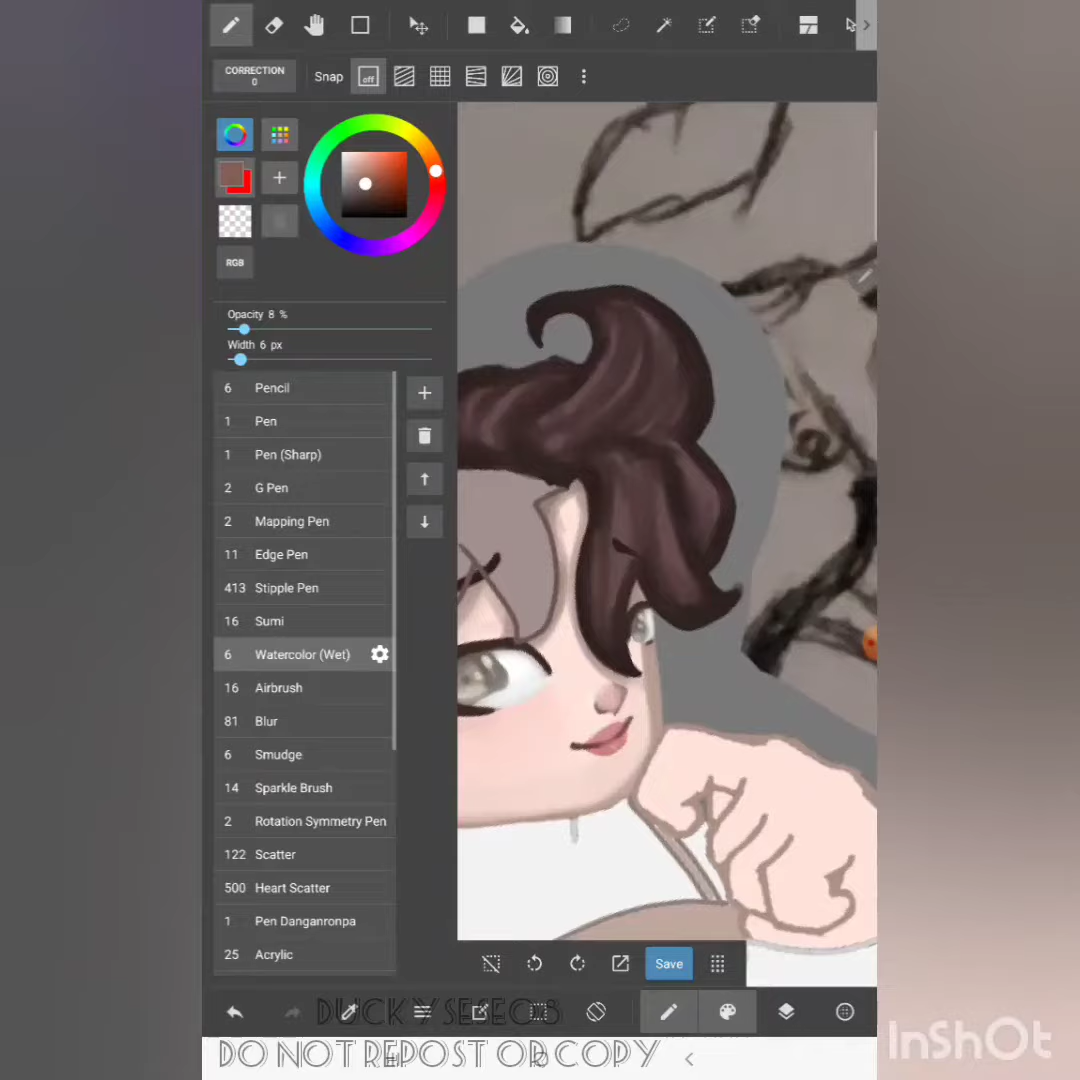 CORRECTION
0
Snap
off
RGB
Opacity 8 %
Width 6 px
6 Pencil
1 Pen
1 Pen (Sharp)
2 G Pen
2 Mapping Pen
11 Edge Pen
413 Stipple Pen
16 Sumi
6 Watercolor (Wet)
16 Airbrush
81 Blur
6 Smudge
14 Sparkle Brush
2 Rotation Symmetry Pen
122 Scatter
500 Heart Scatter
1 Pen Danganronpa
25 Acrylic
Save
DO NOT REPOST OR COPY
InShOt